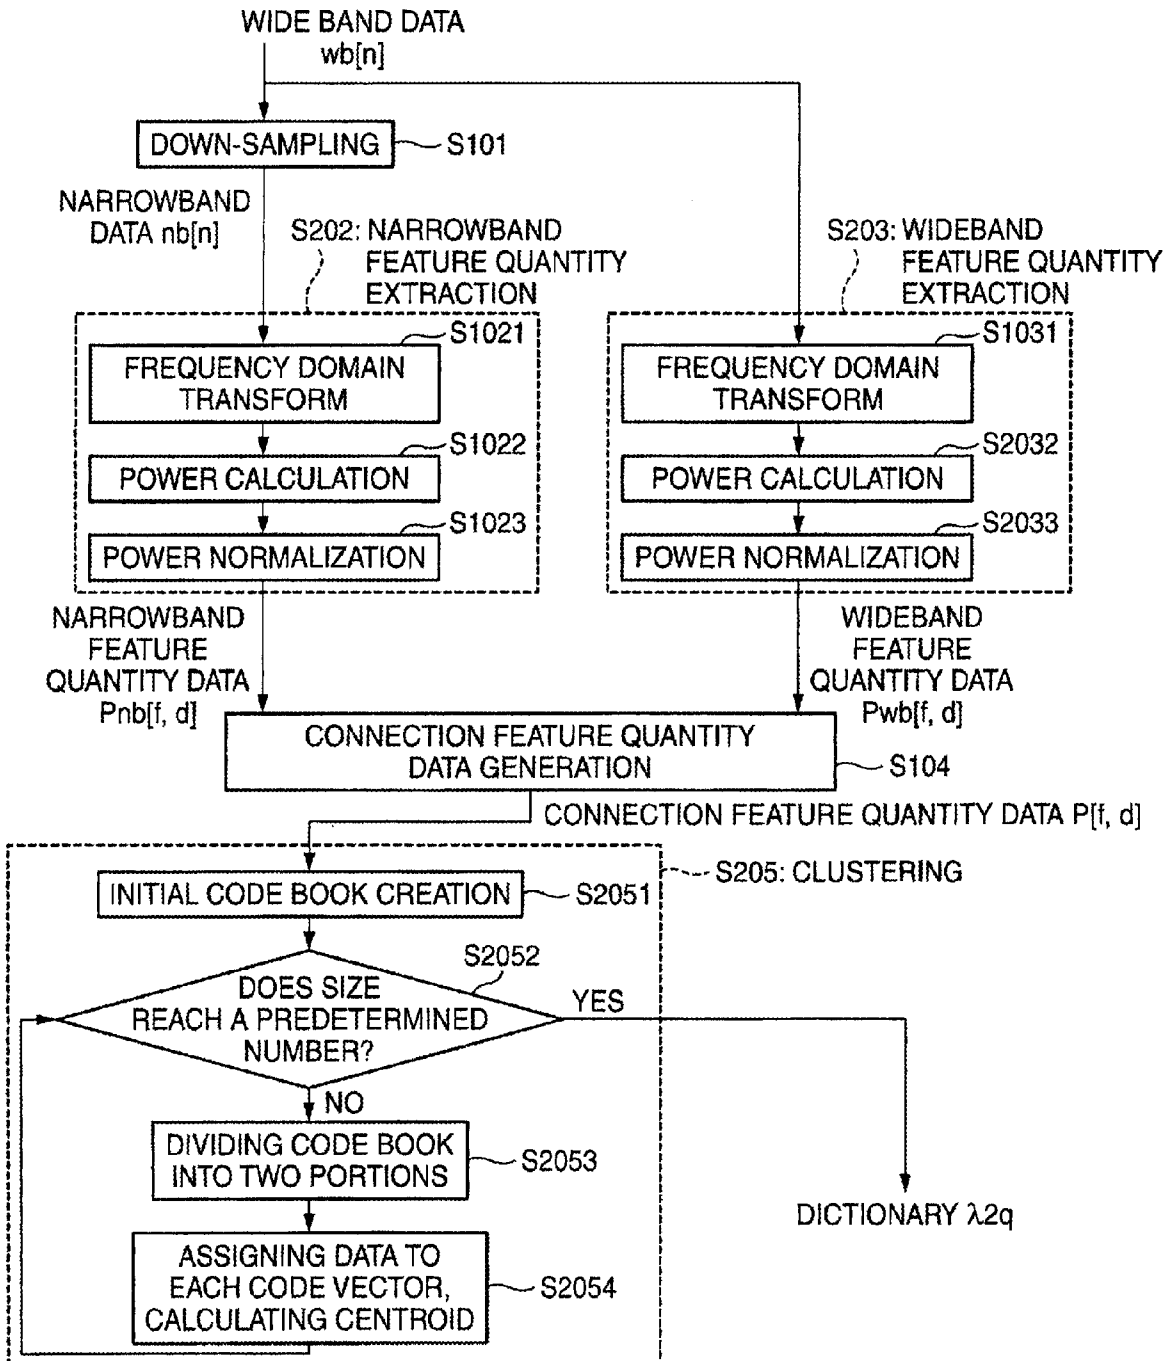 WIDE BAND DATA
wb[n]
DOWN-SAMPLING
S101
NARROWBAND
DATA nb[n]
S202: NARROWBAND
FEATURE QUANTITY
EXTRACTION
S203: WIDEBAND
FEATURE QUANTITY
EXTRACTION
S1021
FREQUENCY DOMAIN
TRANSFORM
S1022
POWER CALCULATION
S1023
POWER NORMALIZATION
S1031
FREQUENCY DOMAIN
TRANSFORM
S2032
POWER CALCULATION
S2033
POWER NORMALIZATION
NARROWBAND
FEATURE
QUANTITY DATA
Pnb[f, d]
WIDEBAND
FEATURE
QUANTITY DATA
Pwb[f, d]
CONNECTION FEATURE QUANTITY
DATA GENERATION
S104
CONNECTION FEATURE QUANTITY DATA P[f, d]
S205: CLUSTERING
INITIAL CODE BOOK CREATION
S2051
S2052
DOES SIZE
REACH A PREDETERMINED
NUMBER?
YES
NO
DIVIDING CODE BOOK
INTO TWO PORTIONS
S2053
DICTIONARY λ2q
ASSIGNING DATA TO
EACH CODE VECTOR,
CALCULATING CENTROID
S2054